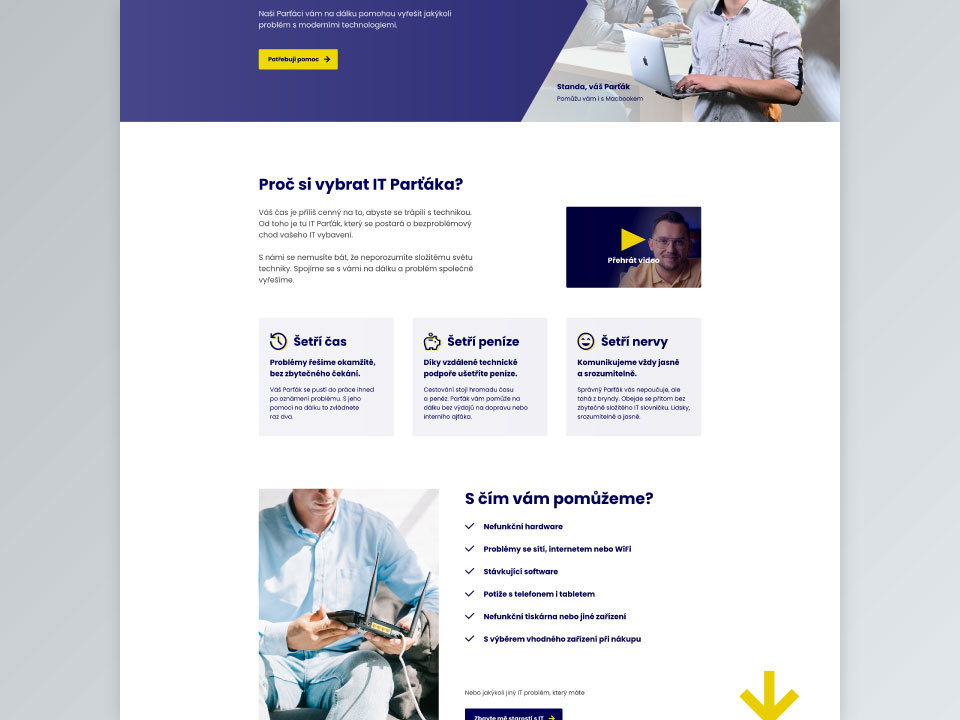 Naši Parťáci vám na dálku pomohou vyřešit jakýkoli
problém s moderními technologiemi.
Potřebuji pomoc
Standa, váš Parťák
Pomůžu vám i s Macbookem
Proč si vybrat IT Parťáka?
Váš čas je příliš cenný na to, abyste se trápili s technikou.
Od toho je tu IT Parťák, který se postará o bezproblémový
chod vašeho IT vybavení.
S námi se nemusíte bát, že neporozumíte složitému světu
techniky. Spojíme se s vámi na dálku a problém společně
vyřešíme.
Přehrát video
Šetří čas
Problémy řešíme okamžitě,
bez zbytečného čekání.
Váš Parťák se pustí do práce ihned
po oznámení problému. S jeho
pomocí na dálku to zvládnete
raz dva.
Šetří peníze
Díky vzdálené technické
podpoře ušetříte peníze.
Cestování stojí hromadu času
a peněz. Parťák vám pomůže na
dálku bez výdajů na dopravu nebo
interního ajťáka.
Šetří nervy
Komunikujeme vždy jasně
a srozumitelně.
Správný Parťák vás nepoučuje, ale
tahá z bryndy. Obejde se přitom bez
zbytečně složitého IT slovníčku. Lidsky,
srozumitelně a jasně.
S čím vám pomůžeme?
Nefunkční hardware
Problémy se sítí, internetem nebo WiFi
Stávkující software
Potíže s telefonem i tabletem
Nefunkční tiskárna nebo jiné zařízení
S výběrem vhodného zařízení při nákupu
Nebo jakýkoli jiný IT problém, který máte
Zbavte mě starostí s IT